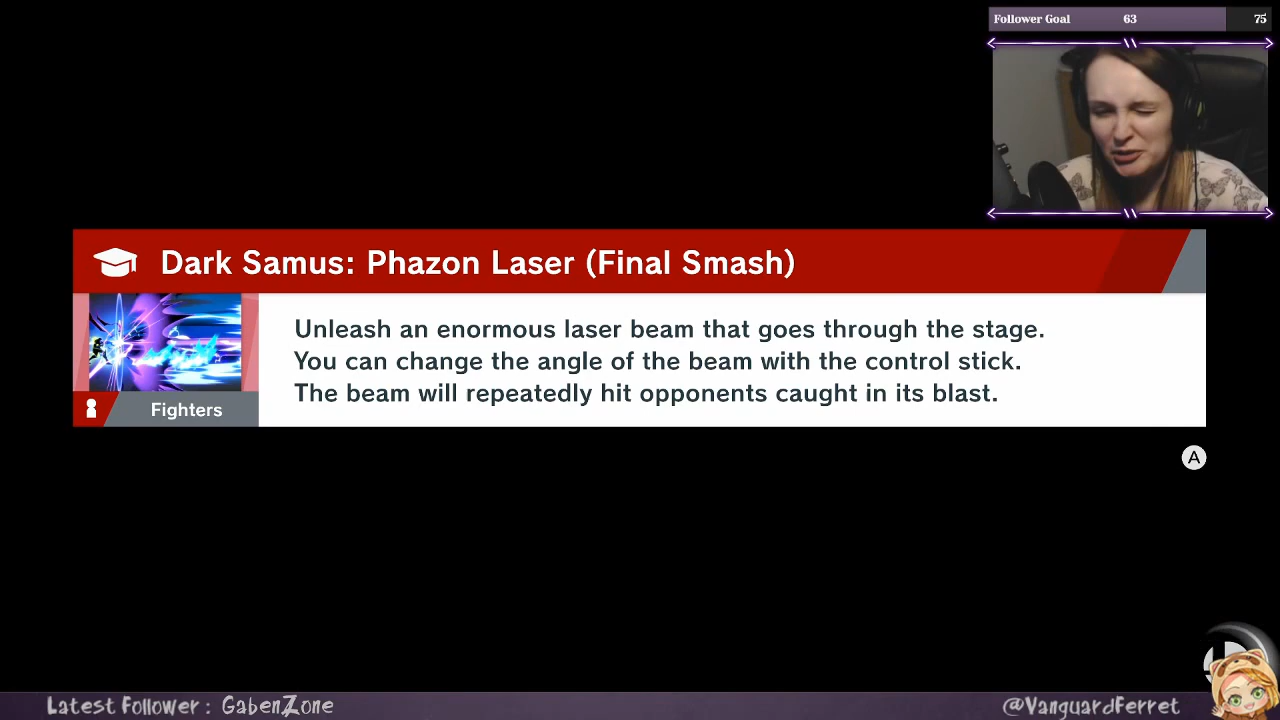 Follower Goal 63 75
Dark Samus: Phazon Laser (Final Smash)
Unleash an enormous laser beam that goes through the stage.
You can change the angle of the beam with the control stick.
The beam will repeatedly hit opponents caught in its blast.
Fighters
A
Latest Follower : GabenZone
@VanguardFerret